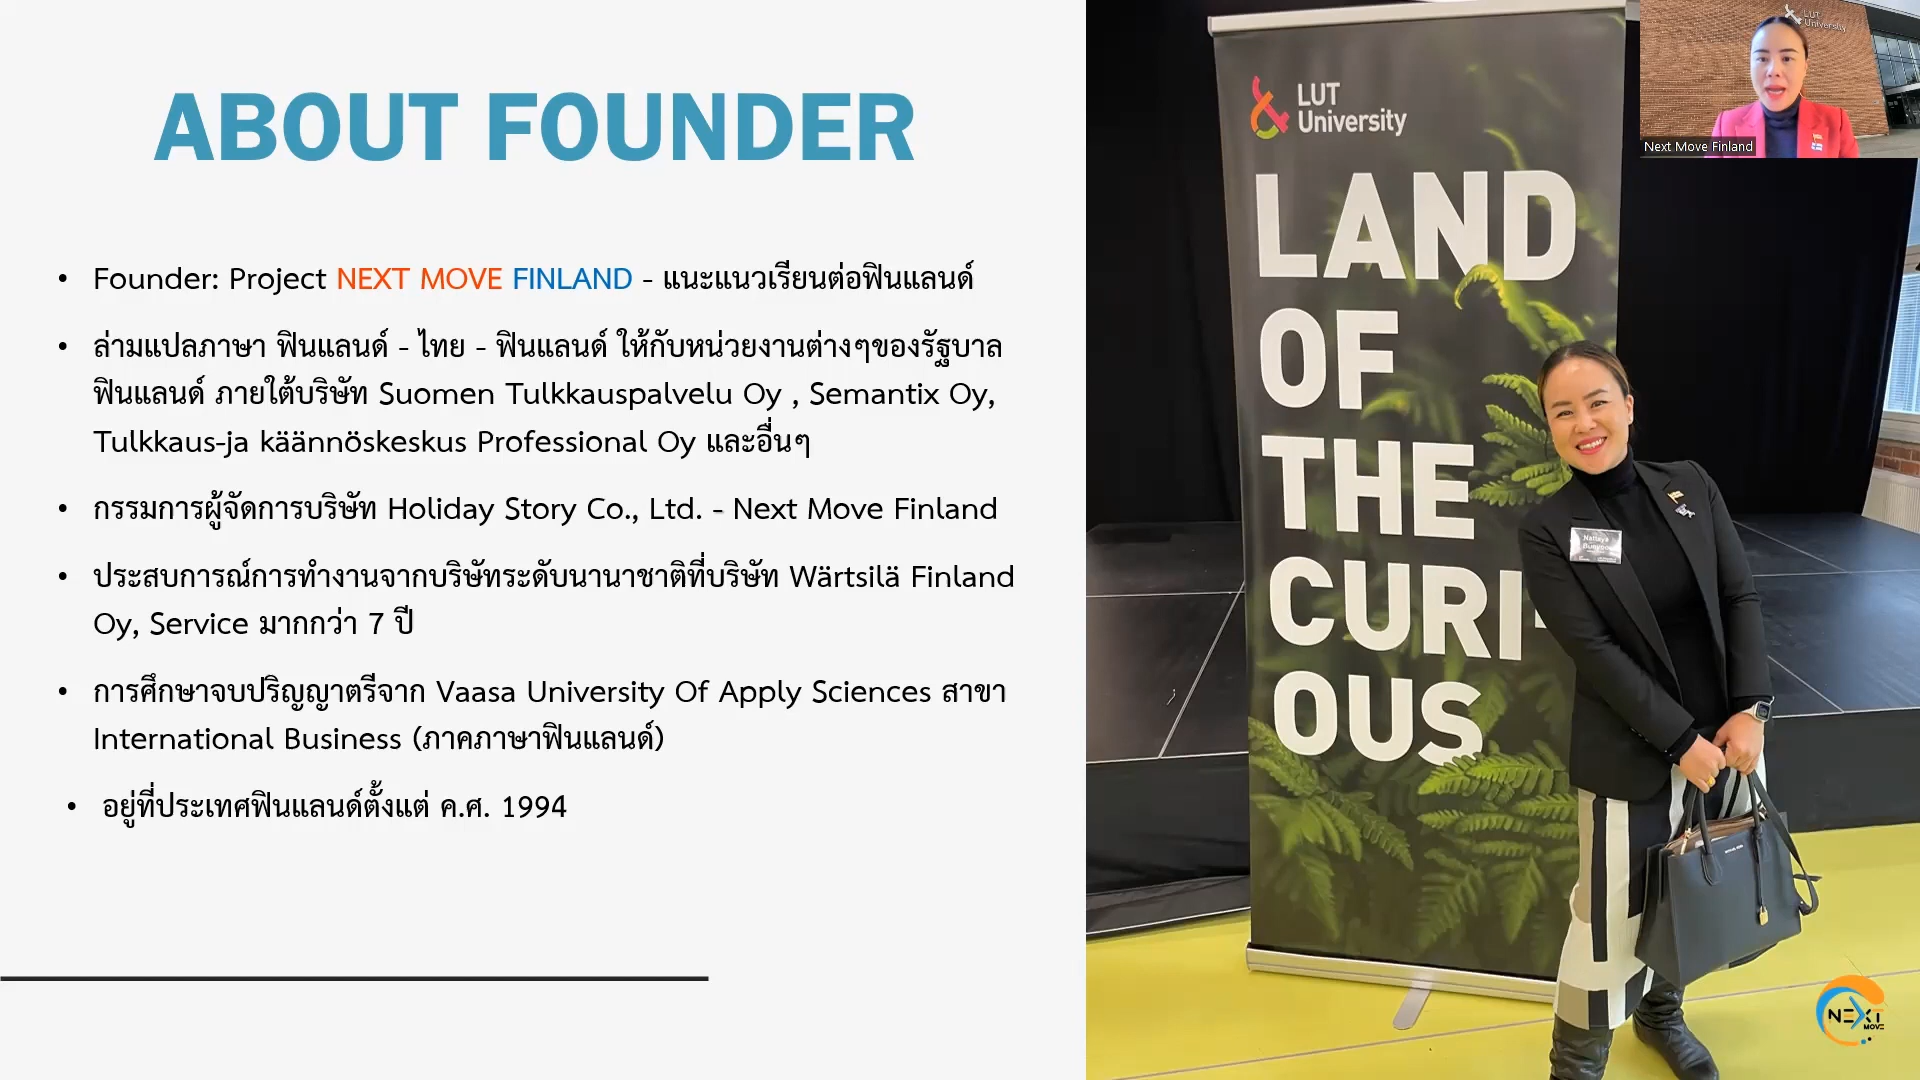 ABOUT FOUNDER
• Founder: Project NEXT MOVE FINLAND - แนะแนวเรียนต่อฟินแลนด์
• ล่ามแปลภาษา ฟินแลนด์ - ไทย - ฟินแลนด์ ให้กับหน่วยงานต่างๆของรัฐบาล
ฟินแลนด์ ภายใต้บริษัท Suomen Tulkkauspalvelu Oy , Semantix Oy,
Tulkkaus-ja käännöskeskus Professional Oy และอื่นๆ
• กรรมการผู้จัดการบริษัท Holiday Story Co., Ltd. - Next Move Finland
• ประสบการณ์การทำงานจากบริษัทระดับนานาชาติที่บริษัท Wärtsilä Finland
Oy, Service มากกว่า 7 ปี
• การศึกษาจบปริญญาตรีจาก Vaasa University Of Apply Sciences สาขา
International Business (ภาคภาษาฟินแลนด์)
• อยู่ที่ประเทศฟินแลนด์ตั้งแต่ ค.ศ. 1994
LUT
University
LAND
OF
THE
CURI-
OUS
Nattaya
LUT
University
Next Move Finland
NEXT
MOVE